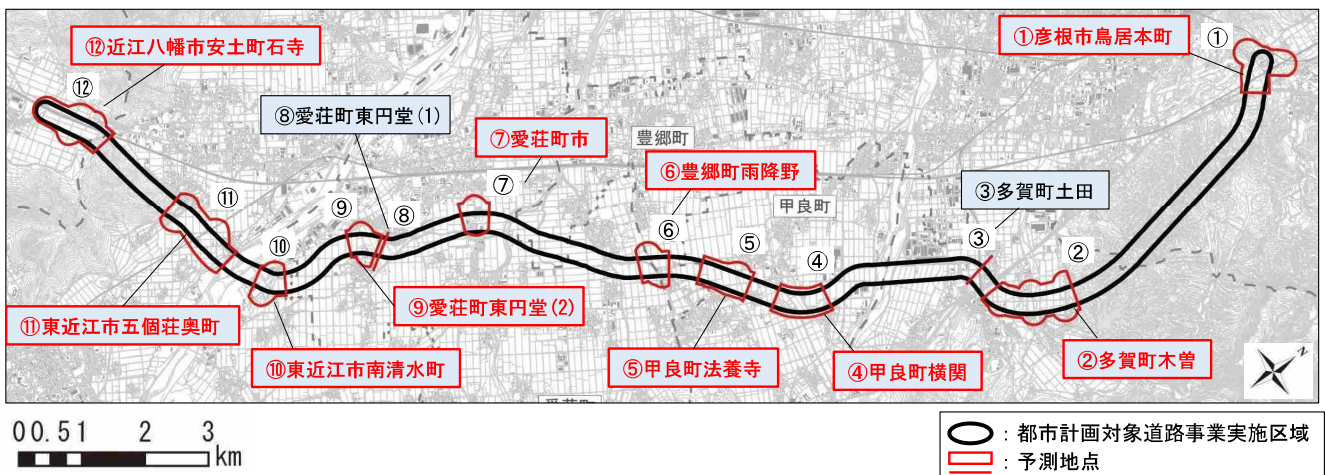 ⑫近江八幡市安土町石寺
⑫
⑧愛荘町東円堂(1)
⑦愛荘町市
豊郷町
⑥豊郷町雨降野
①彦根市鳥居本町
①
甲良町
③多賀町土田
⑪
⑨
⑧
⑦
⑥
⑤
④
③
②
⑩
⑪東近江市五個荘奥町
⑨愛荘町東円堂(2)
⑩東近江市南清水町
⑤甲良町法養寺
④甲良町横関
②多賀町木曽
N
0 0.5 1 2 3
km
：都市計画対象道路事業実施区域
：予測地点